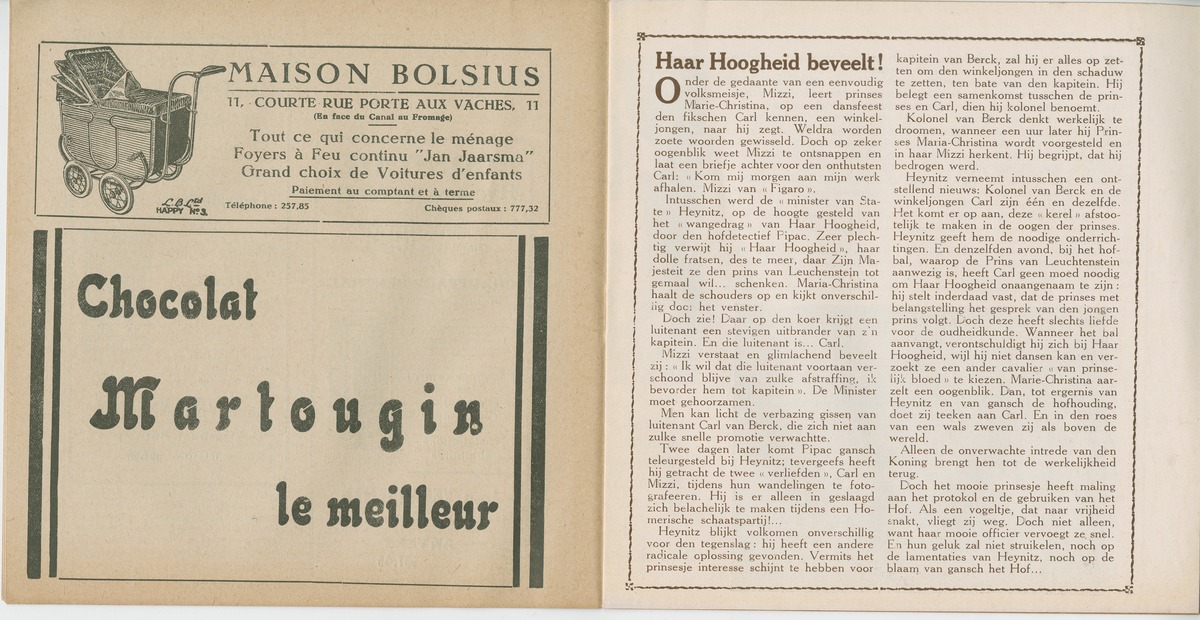 MAISON BOLSIUS
11, COURTE RUE PORTE AUX VACHES, 11
(En face du Canal au Fromage)
Tout ce qui concerne le ménage
Foyers à Feu continu "Jan Jaarsma"
Grand choix de Voitures d'enfants
Paiement au comptant et à terme
Téléphone : 257,85
Chèques postaux : 777,32
L.B. Ltd
HAPPY No 3.
Chocolat
Martougin
le meilleur
Haar Hoogheid beveelt!
Onder de gedaante van een eenvoudig
volksmeisje, Mizzi, leert prinses
Marie-Christina, op een dansfeest
den fikschen Carl kennen, een winkel-
jongen, naar hij zegt. Weldra worden
zoete woorden gewisseld. Doch op zeker
oogenblik weet Mizzi te ontsnappen en
laat een briefje achter voor den onthutsten
Carl: « Kom mij morgen aan mijn werk
afhalen. Mizzi van « Figaro ».
Intusschen werd de « minister van Sta-
te » Heynitz, op de hoogte gesteld van
het « wangedrag » van Haar Hoogheid,
door den hofdetectief Pipac. Zeer plech-
tig verwijt hij « Haar Hoogheid », haar
dolle fratsen, des te meer, daar Zijn Ma-
jesteit ze den prins van Leuchenstein tot
gemaal wil... schenken. Maria-Christina
haalt de schouders op en kijkt onverschil-
lig door het venster.
Doch zie! Daar op den koer krijgt een
luitenant een stevigen uitbrander van z'n
kapitein. En die luitenant is... Carl.
Mizzi verstaat en glimlachend beveelt
zij : « Ik wil dat die luitenant voortaan ver-
schoond blijve van zulke afstraffing, ik
bevorder hem tot kapitein ». De Minister
moet gehoorzamen.
Men kan licht de verbazing gissen van
luitenant Carl van Berck, die zich niet aan
zulke snelle promotie verwachtte.
Twee dagen later komt Pipac gansch
teleurgesteld bij Heynitz; tevergeefs heeft
hij getracht de twee « verliefden », Carl en
Mizzi, tijdens hun wandelingen te foto-
grafeeren. Hij is er alleen in geslaagd
zich belachelijk te maken tijdens een Ho-
merische schaatspartij!...
Heynitz blijkt volkomen onverschillig
voor den tegenslag : hij heeft een andere
radicale oplossing gevonden. Vermits het
prinsesje interesse schijnt te hebben voor
kapitein van Berck, zal hij er alles op zet-
ten om den winkeljongen in den schaduw
te zetten, ten bate van den kapitein. Hij
belegt een samenkomst tusschen de prin-
ses en Carl, dien hij kolonel benoemt.
Kolonel van Berck denkt werkelijk te
droomen, wanneer een uur later hij Prin-
ses Maria-Christina wordt voorgesteld en
in haar Mizzi herkent. Hij begrijpt, dat hij
bedrogen werd.
Heynitz verneemt intusschen een ont-
stellend nieuws: Kolonel van Berck en de
winkeljongen Carl zijn één en dezelfde.
Het komt er op aan, deze « kerel » afstoo-
telijk te maken in de oogen der prinses.
Heynitz geeft hem de noodige onderrich-
tingen. En denzelfden avond, bij het hof-
bal, waarop de Prins van Leuchtenstein
aanwezig is, heeft Carl geen moed noodig
om Haar Hoogheid onaangenaam te zijn :
hij stelt inderdaad vast, dat de prinses met
belangstelling het gesprek van den jongen
prins volgt. Doch deze heeft slechts liefde
voor de oudheidkunde. Wanneer het bal
aanvangt, verontschuldigt hij zich bij Haar
Hoogheid, wijl hij niet dansen kan en ver-
zoekt ze een ander cavalier « van prinse-
lijk bloed » te kiezen. Marie-Christina aar-
zelt een oogenblik. Dan, tot ergernis van
Heynitz en van gansch de hofhouding,
doet zij teeken aan Carl. En in den roes
van een wals zweven zij als boven de
wereld.
Alleen de onverwachte intrede van den
Koning brengt hen tot de werkelijkheid
terug.
Doch het mooie prinsesje heeft maling
aan het protokol en de gebruiken van het
Hof. Als een vogeltje, dat naar vrijheid
snakt, vliegt zij weg. Doch niet alleen,
want haar mooie officier vervoegt ze snel.
En hun geluk zal niet struikelen, noch op
de lamentaties van Heynitz, noch op de
blaam van gansch het Hof...